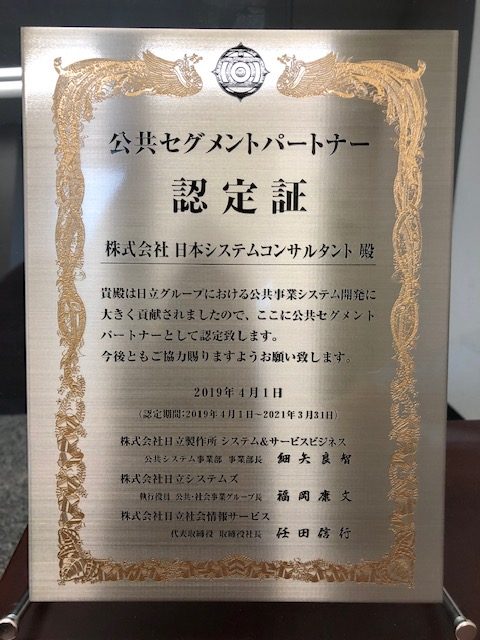 公共セグメントパートナー
認定証
株式会社 日本システムコンサルタント 殿
貴殿は日立グループにおける公共事業システム開発に
大きく貢献されましたので、ここに公共セグメント
パートナーとして認定致します。
今後ともご協力賜りますようお願い致します。
2019年4月1日
(認定期間:2019年4月1日~2021年3月31日)
株式会社日立製作所 システム&サービスビジネス
公共システム事業部 事業部長 細矢良智
株式会社日立システムズ
執行役員 公共・社会事業グループ長 福岡康文
株式会社日立社会情報サービス
代表取締役 取締役社長 任田信行